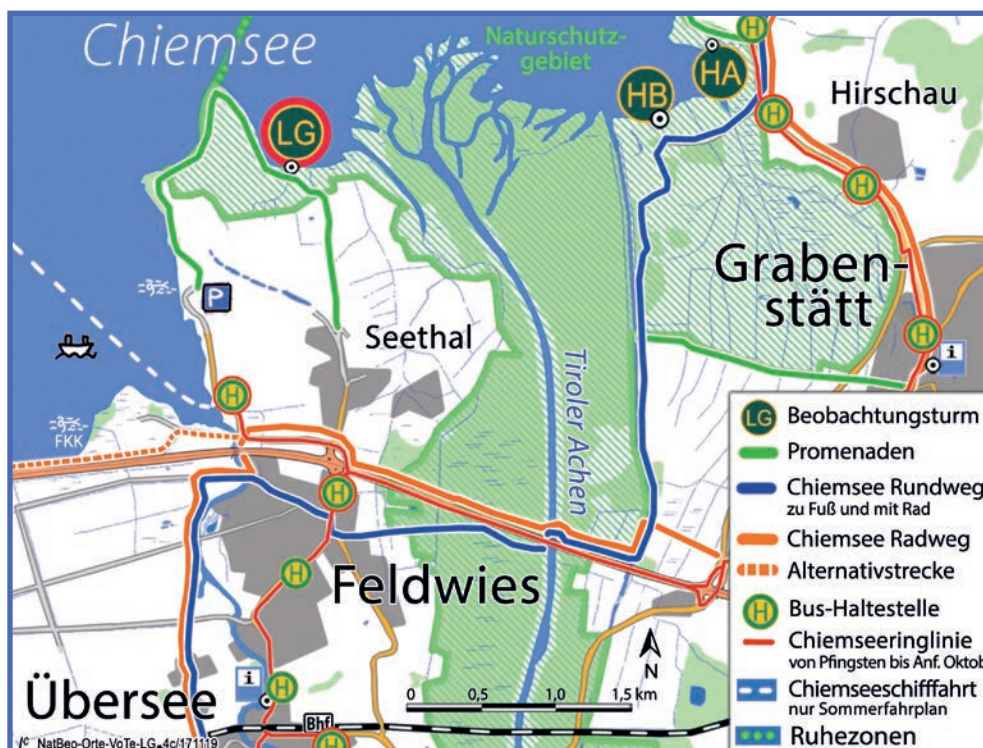 Chiemsee
Naturschutz-
gebiet
LG
HB
HA
H
Hirschau
H
H
Graben-
stätt
P
Seethal
H
i
H
FKK
Tiroler Achen
H
H
Feldwies
N
i
H
Übersee
0 0,5 1,0 1,5 km
Bhf
H
NatBeo-Orte-VoTe-LG_4c/171119
LG Beobachtungsturm
Promenaden
Chiemsee Rundweg
zu Fuß und mit Rad
Chiemsee Radweg
Alternativstrecke
H Bus-Haltestelle
Chiemseeringlinie
von Pfingsten bis Anf. Oktob
Chiemseeschifffahrt
nur Sommerfahrplan
Ruhezonen